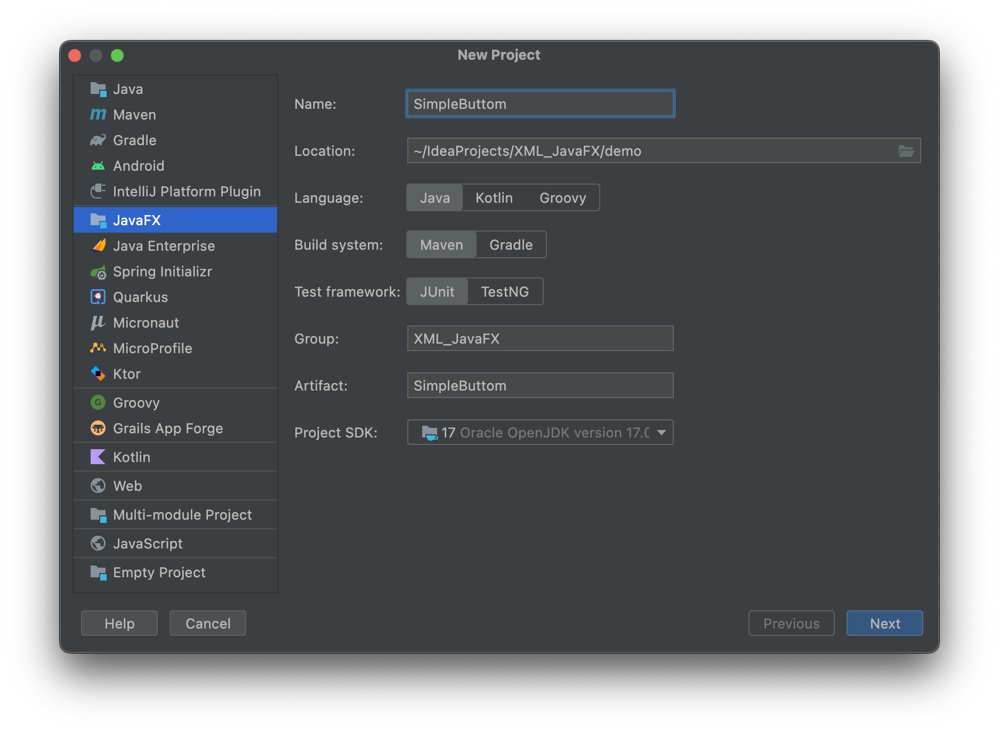 New Project
Java
Maven
Gradle
Android
IntelliJ Platform Plugin
JavaFX
Java Enterprise
Spring Initializr
Quarkus
Micronaut
MicroProfile
Ktor
Groovy
Grails App Forge
Kotlin
Web
Multi-module Project
JavaScript
Empty Project
Name: SimpleButtom
Location: ~/IdeaProjects/XML_JavaFX/demo
Language: Java Kotlin Groovy
Build system: Maven Gradle
Test framework: JUnit TestNG
Group: XML_JavaFX
Artifact: SimpleButtom
Project SDK: 17 Oracle OpenJDK version 17.0
Help Cancel Previous Next